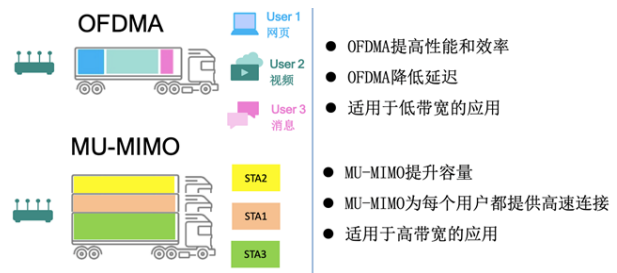 OFDMA
User 1
网页
User 2
视频
User 3
消息
OFDMA提高性能和效率
OFDMA降低延迟
适用于低带宽的应用
MU-MIMO
STA2
STA1
STA3
MU-MIMO提升容量
MU-MIMO为每个用户都提供高速连接
适用于高带宽的应用